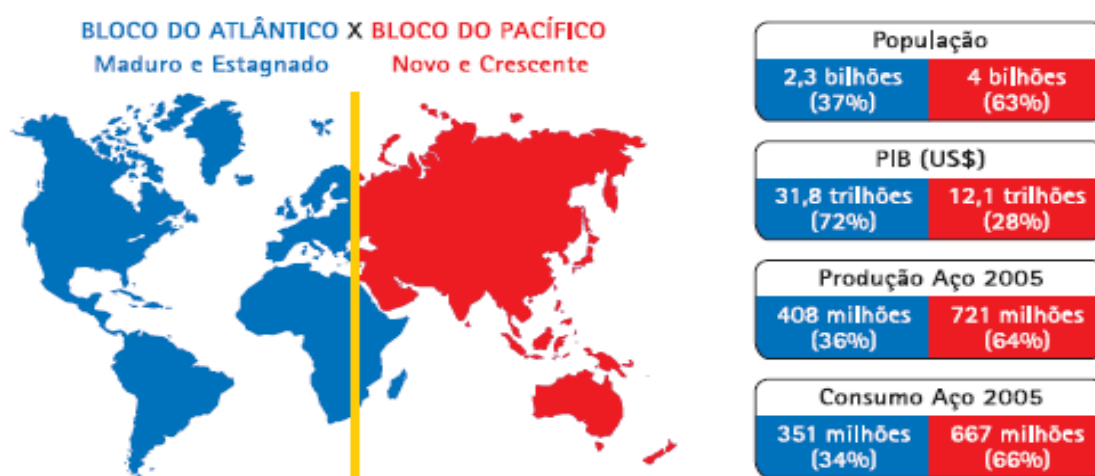 BLOCO DO ATLÂNTICO X BLOCO DO PACÍFICO
Maduro e Estagnado Novo e Crescente
População
2,3 bilhões 4 bilhões
(37%) (63%)
PIB (US$)
31,8 trilhões 12,1 trilhões
(72%) (28%)
Produção Aço 2005
408 milhões 721 milhões
(36%) (64%)
Consumo Aço 2005
351 milhões 667 milhões
(34%) (66%)